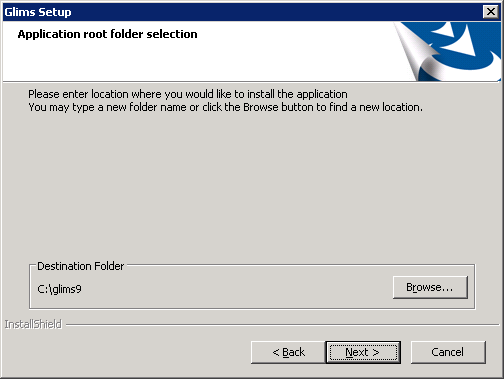 Glims Setup
Application root folder selection
Please enter location where you would like to install the application
You may type a new folder name or click the Browse button to find a new location.
Destination Folder
C:\glims9
Browse...
InstallShield
< Back
Next >
Cancel